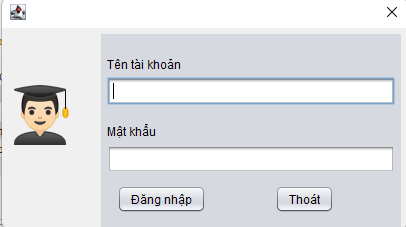 Tên tài khoản
Mật khẩu
Đăng nhập
Thoát